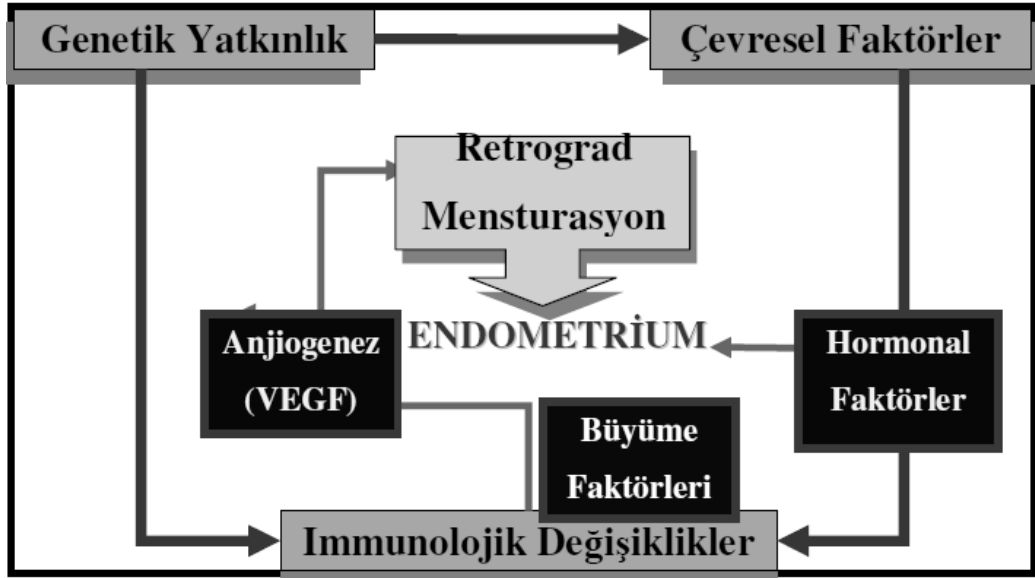 Genetik Yatkınlık
Çevresel Faktörler
Retrograd
Mensturasyon
ENDOMETRİUM
Anjiogenez
(VEGF)
Hormonal
Faktörler
Büyüme
Faktörleri
Immunolojik Değişiklikler